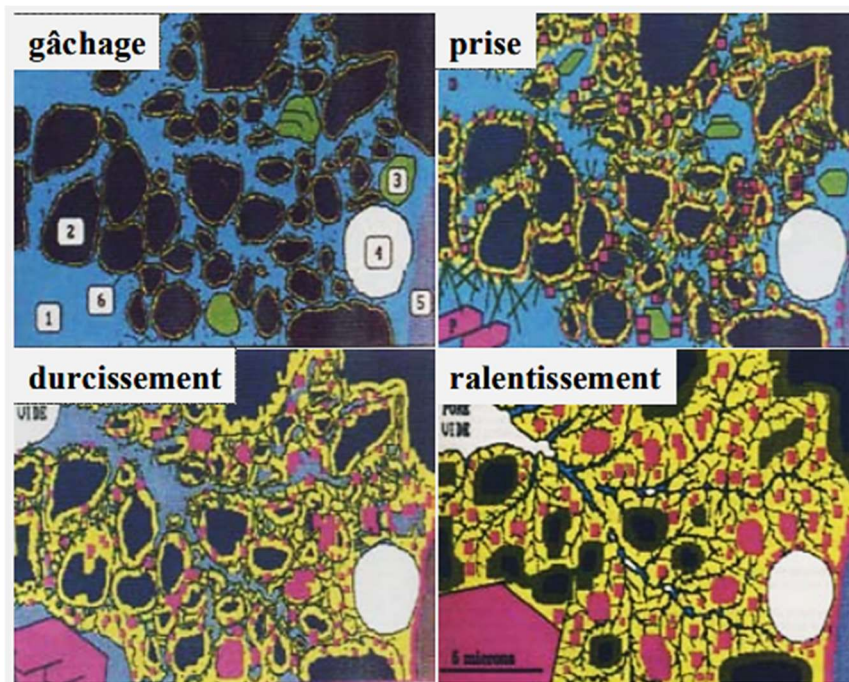 gâchage
prise
3
2
4
6
5
1
?
durcissement
ralentissement
VIDE
PORE
VIDE
5 microns